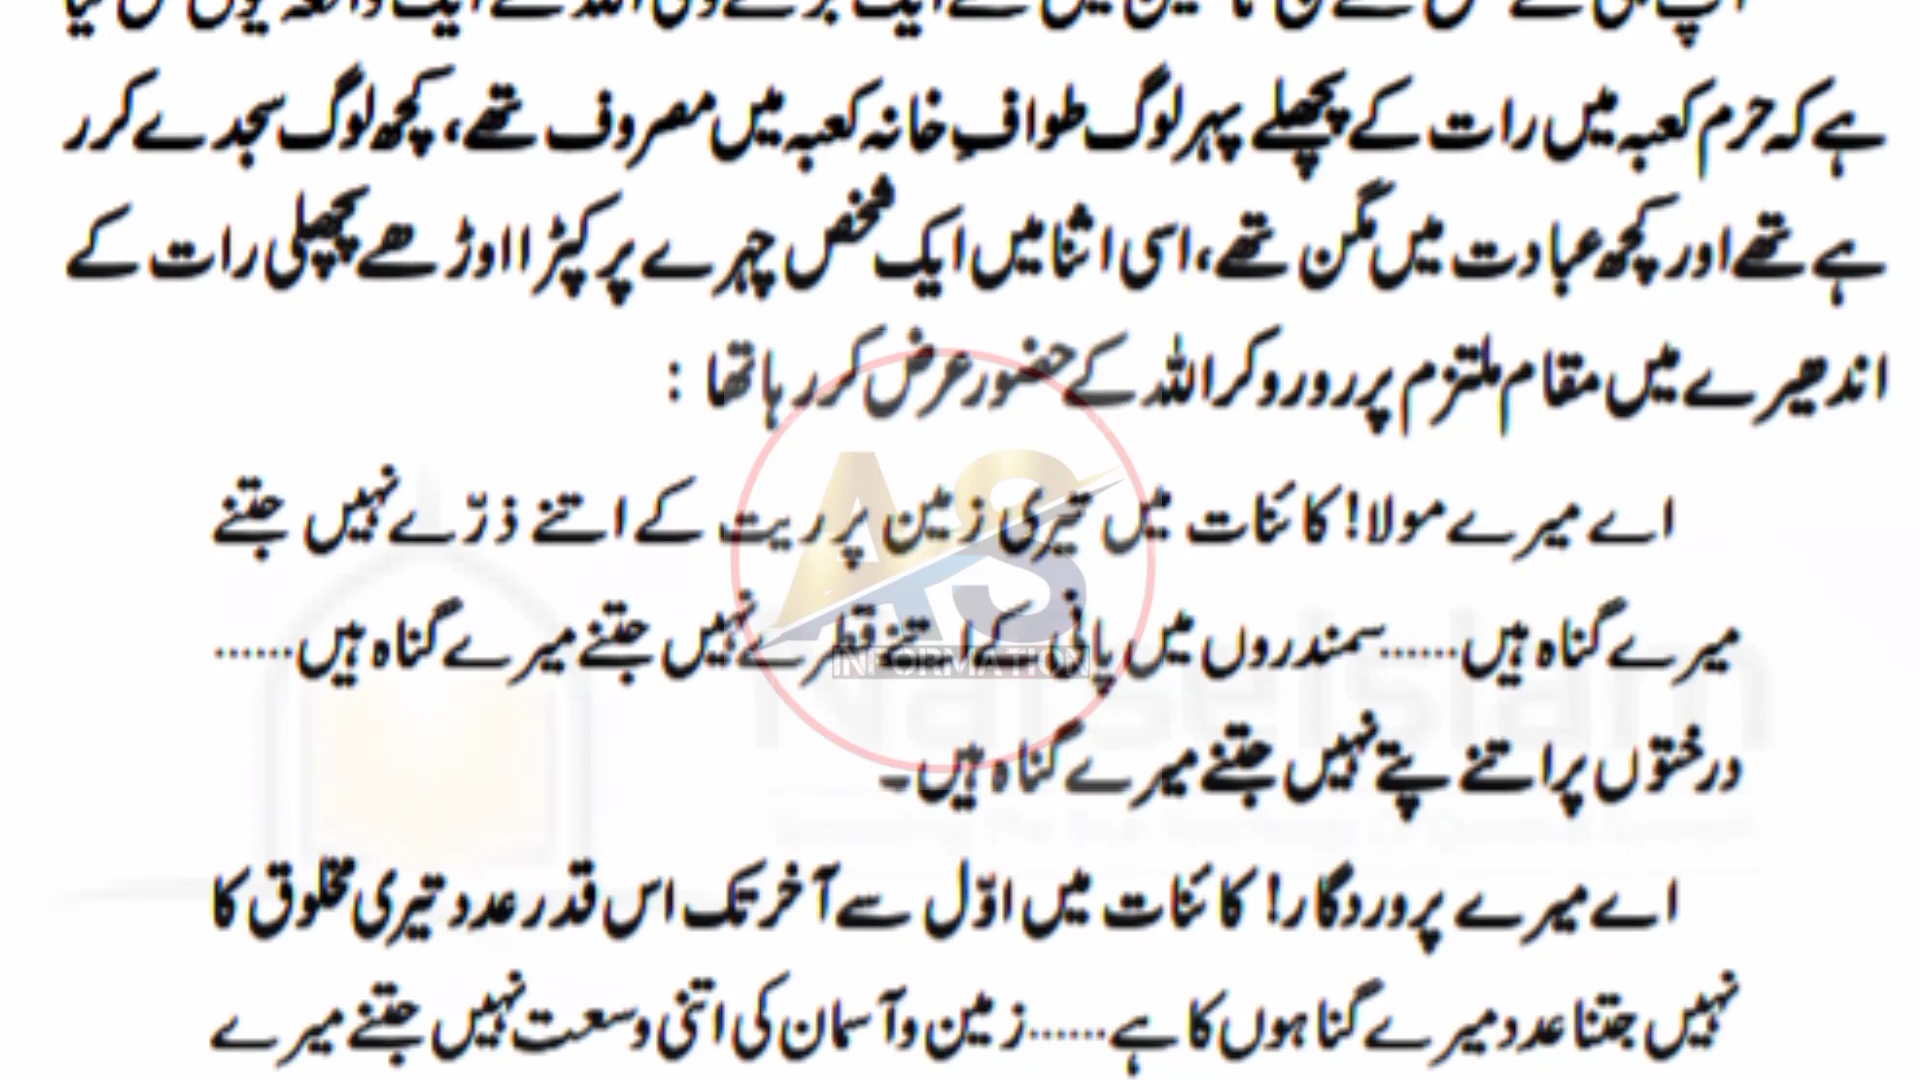 ہے کہ حرم کعبہ میں رات کے پچھلے پہر لوگ طوافِ خانہ کعبہ میں مصروف تھے، کچھ لوگ سجدے کر ر
ہے تھے اور کچھ عبادت میں مگن تھے، اسی اثنا میں ایک شخص چہرے پر کپڑا اوڑھے پچھلی رات کے
اندھیرے میں مقام ملتزم پر رو رو کر اللہ کے حضور عرض کر رہا تھا :
اے میرے مولا! کائنات میں تیری زمین پر ریت کے اتنے ذرّے نہیں جتنے
میرے گناہ ہیں......سمندروں میں پانی کے اتنے قطرے نہیں جتنے میرے گناہ ہیں......
درختوں پر اتنے پتے نہیں جتنے میرے گناہ ہیں۔
اے میرے پروردگار! کائنات میں اوّل سے آخر تک اس قدر عدد تیری مخلوق کا
نہیں جتنا عدد میرے گناہوں کا ہے......زمین و آسمان کی اتنی وسعت نہیں جتنے میرے
AS
INFORMATION
NafseIslam